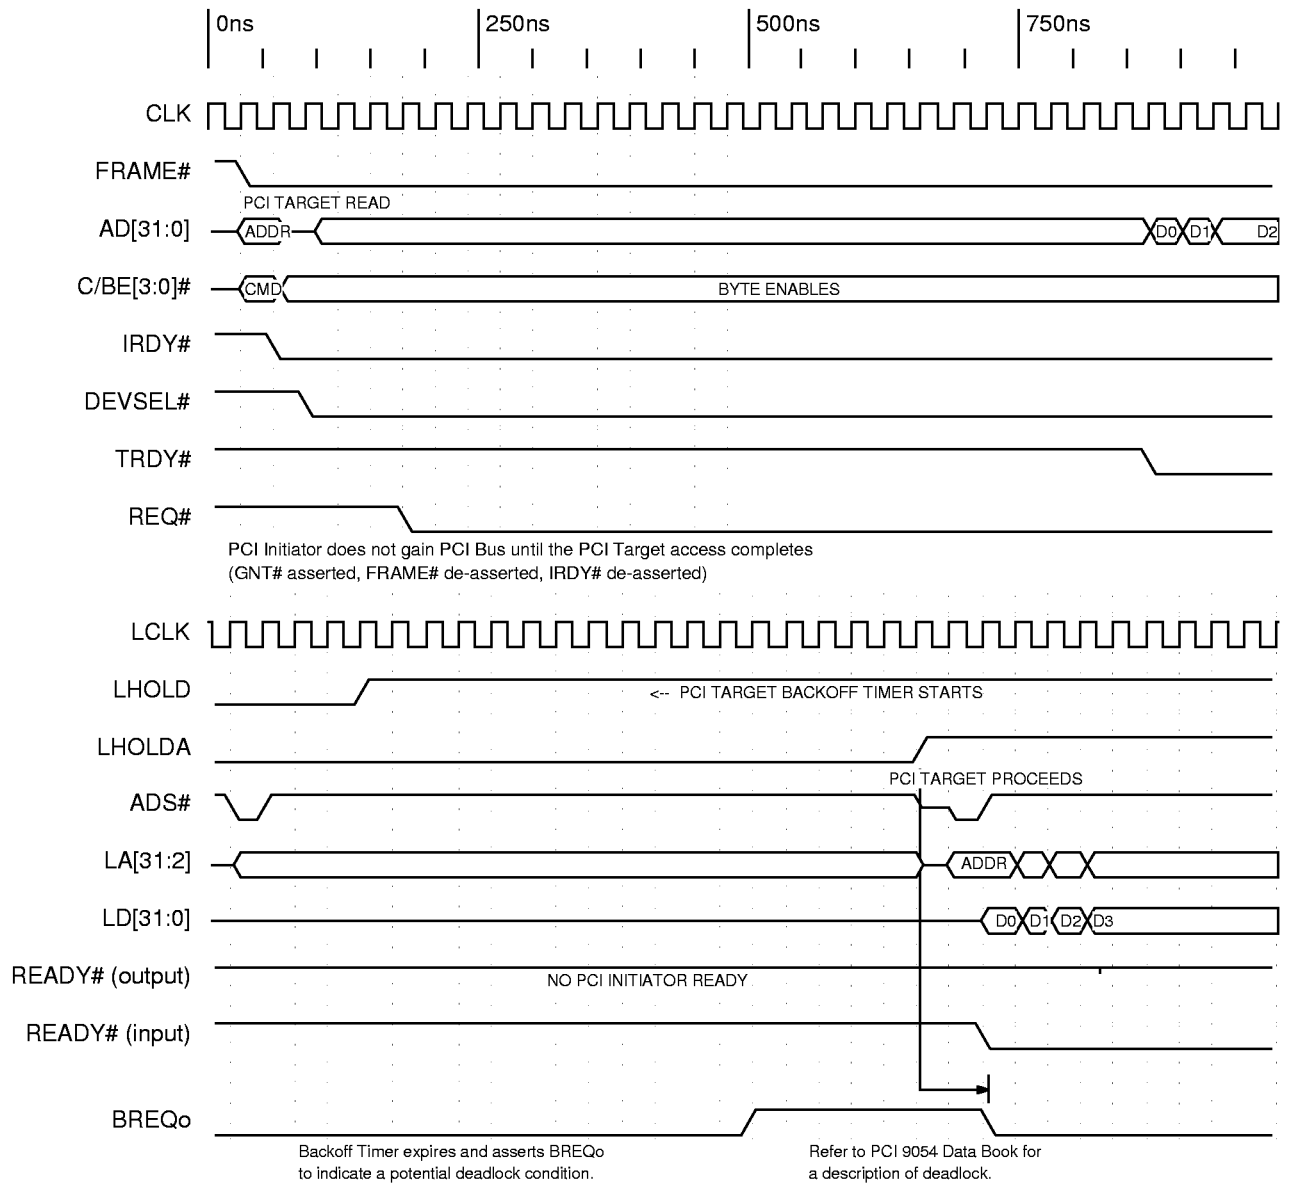 0ns 250ns 500ns 750ns
CLK
FRAME#
PCI TARGET READ
AD[31:0] ADDR D0 D1 D2
C/BE[3:0]# CMD BYTE ENABLES
IRDY#
DEVSEL#
TRDY#
REQ#
PCI Initiator does not gain PCI Bus until the PCI Target access completes
(GNT# asserted, FRAME# de-asserted, IRDY# de-asserted)
LCLK
LHOLD <-- PCI TARGET BACKOFF TIMER STARTS
LHOLDA
PCI TARGET PROCEEDS
ADS#
LA[31:2] ADDR
LD[31:0] D0 D1 D2 D3
READY# (output) NO PCI INITIATOR READY
READY# (input)
BREQo
Backoff Timer expires and asserts BREQo
to indicate a potential deadlock condition.
Refer to PCI 9054 Data Book for
a description of deadlock.